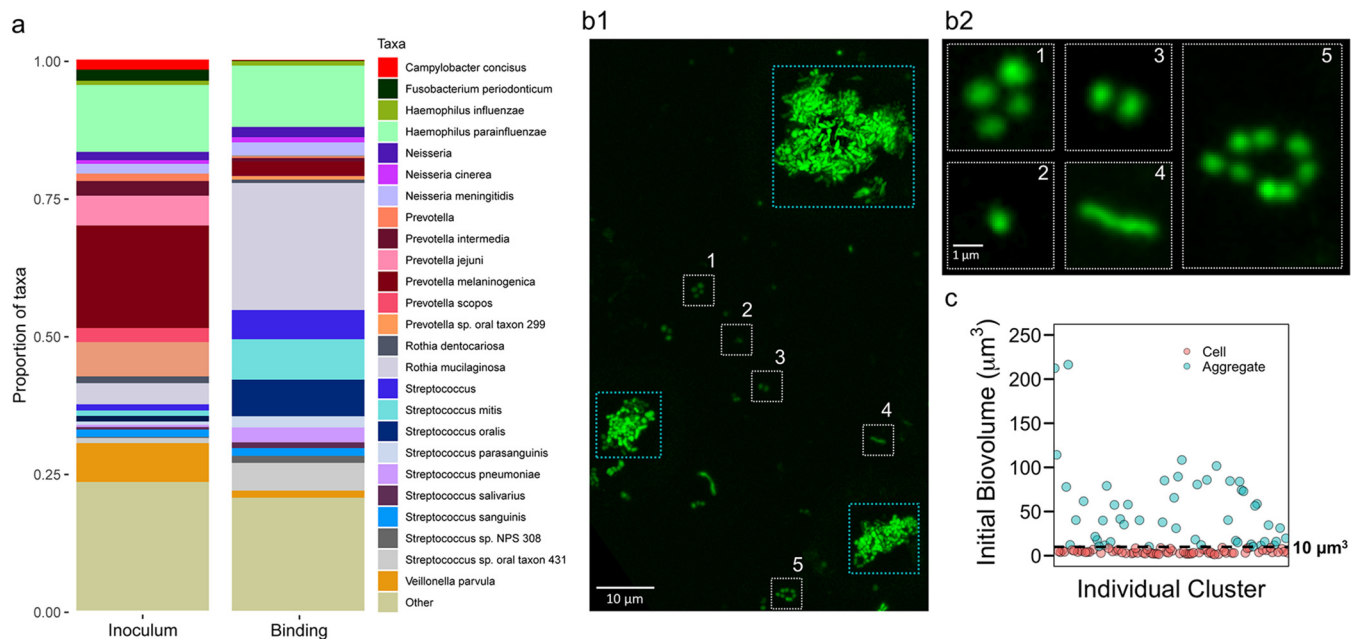 a
Taxa
1.00
0.75
0.50
0.25
0.00
Proportion of taxa
Inoculum
Binding
Campylobacter concisus
Fusobacterium periodonticum
Haemophilus influenzae
Haemophilus parainfluenzae
Neisseria
Neisseria cinerea
Neisseria meningitidis
Prevotella
Prevotella intermedia
Prevotella jejuni
Prevotella melaninogenica
Prevotella scopos
Prevotella sp. oral taxon 299
Rothia dentocariosa
Rothia mucilaginosa
Streptococcus
Streptococcus mitis
Streptococcus oralis
Streptococcus parasanguinis
Streptococcus pneumoniae
Streptococcus salivarius
Streptococcus sanguinis
Streptococcus sp. NPS 308
Streptococcus sp. oral taxon 431
Veillonella parvula
Other
b1
1
2
3
4
5
10 μm
b2
1
3
5
2
4
1 μm
c
250
200
150
100
50
0
Initial Biovolume (μm³)
Cell
Aggregate
10 μm³
Individual Cluster